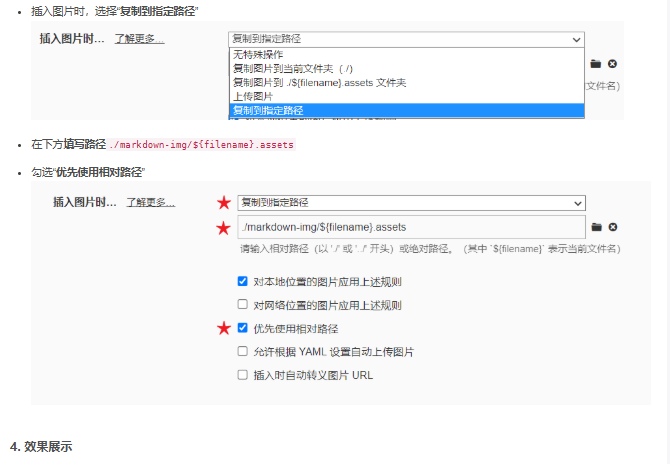 插入图片时，选择“复制到指定路径”
插入图片时... 了解更多... 复制到指定路径
无特殊操作
复制图片到当前文件夹（./）
复制图片到 ./${filename}.assets 文件夹
上传图片
文件名）
复制到指定路径
在下方填写路径 ./markdown-img/${filename}.assets
勾选“优先使用相对路径”
插入图片时... 了解更多... 复制到指定路径
./markdown-img/${filename}.assets
请输入相对路径（以 './' 或 '../' 开头）或绝对路径。（其中 `${filename}` 表示当前文件名）
对本地位置的图片应用上述规则
对网络位置的图片应用上述规则
优先使用相对路径
允许根据 YAML 设置自动上传图片
插入时自动转义图片 URL
4. 效果展示